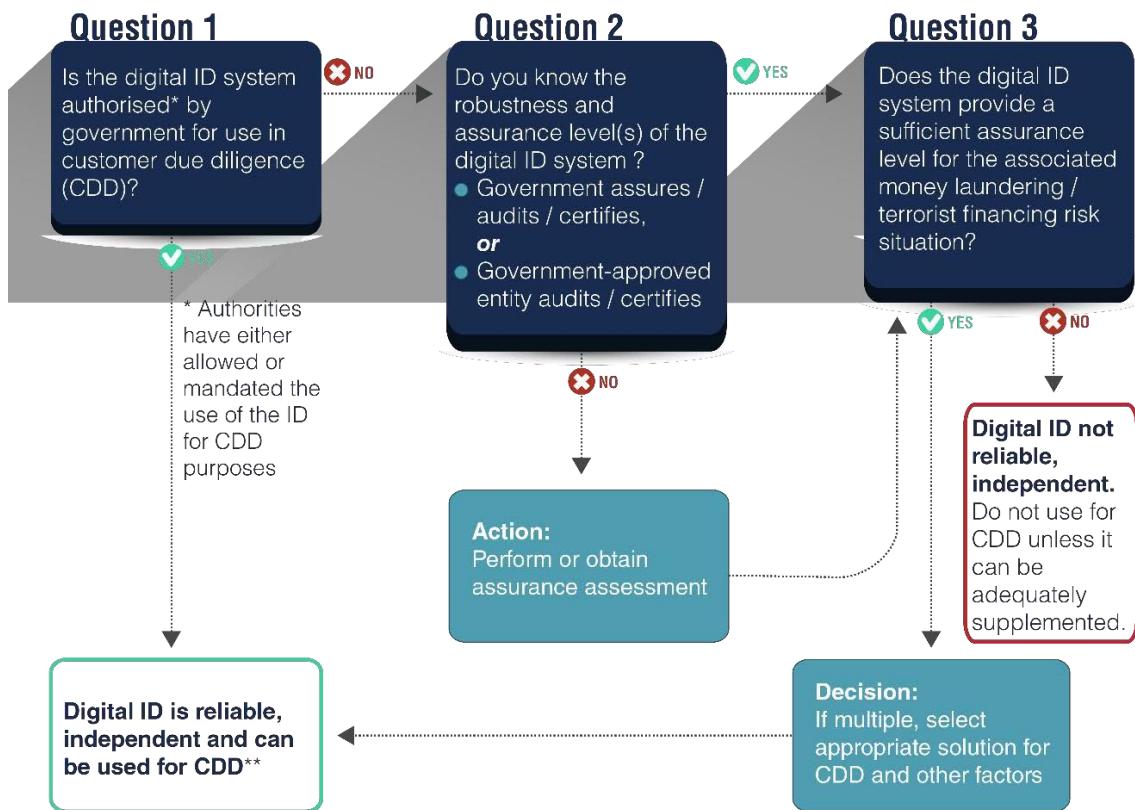 Question 1
Is the digital ID system
authorised* by
government for use in
customer due diligence
(CDD)?
NO
YES
* Authorities
have either
allowed or
mandated the
use of the ID
for CDD
purposes
Question 2
Do you know the
robustness and
assurance level(s) of the
digital ID system ?
Government assures /
audits / certifies,
or
Government-approved
entity audits / certifies
YES
NO
Action:
Perform or obtain
assurance assessment
Question 3
Does the digital ID
system provide a
sufficient assurance
level for the associated
money laundering /
terrorist financing risk
situation?
YES
NO
Digital ID not
reliable,
independent.
Do not use for
CDD unless it
can be
adequately
supplemented.
Decision:
If multiple, select
appropriate solution for
CDD and other factors
Digital ID is reliable,
independent and can
be used for CDD**